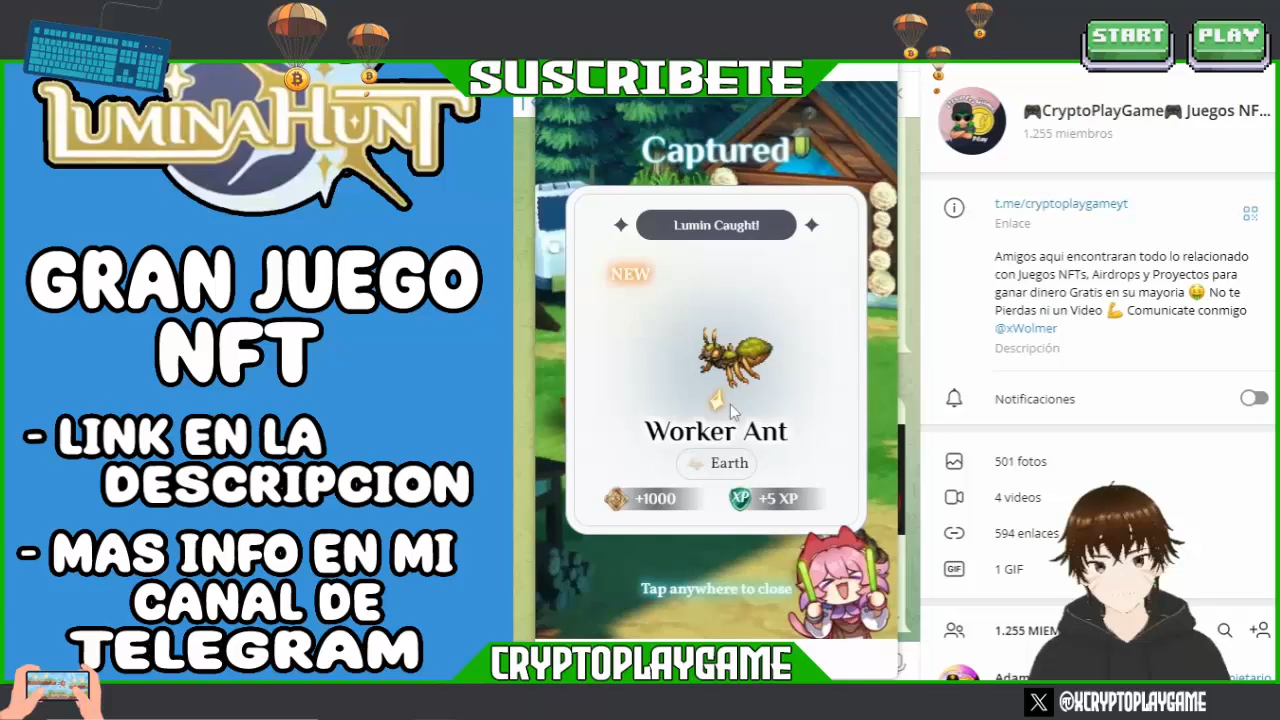 START
PLAY
SUSCRIBETE
LUMINAHUNT
GRAN JUEGO
NFT
- LINK EN LA
DESCRIPCION
- MAS INFO EN MI
CANAL DE
TELEGRAM
Captured
Lumin Caught!
NEW
Worker Ant
Earth
+1000
XP +5 XP
Tap anywhere to close
CRYPTOPLAYGAME
🎮CryptoPlayGame🎮 Juegos NF...
1.255 miembros
t.me/cryptoplaygameyt
Enlace
Amigos aqui encontraran todo lo relacionado
con Juegos NFTs, Airdrops y Proyectos para
ganar dinero Gratis en su mayoria 🤑 No te
Pierdas ni un Video 💪 Comunicate conmigo
@xWolmer
Descripción
Notificaciones
501 fotos
4 videos
594 enlaces
GIF 1 GIF
1.255 MIEM
Adam
@XCRYPTOPLAYGAME